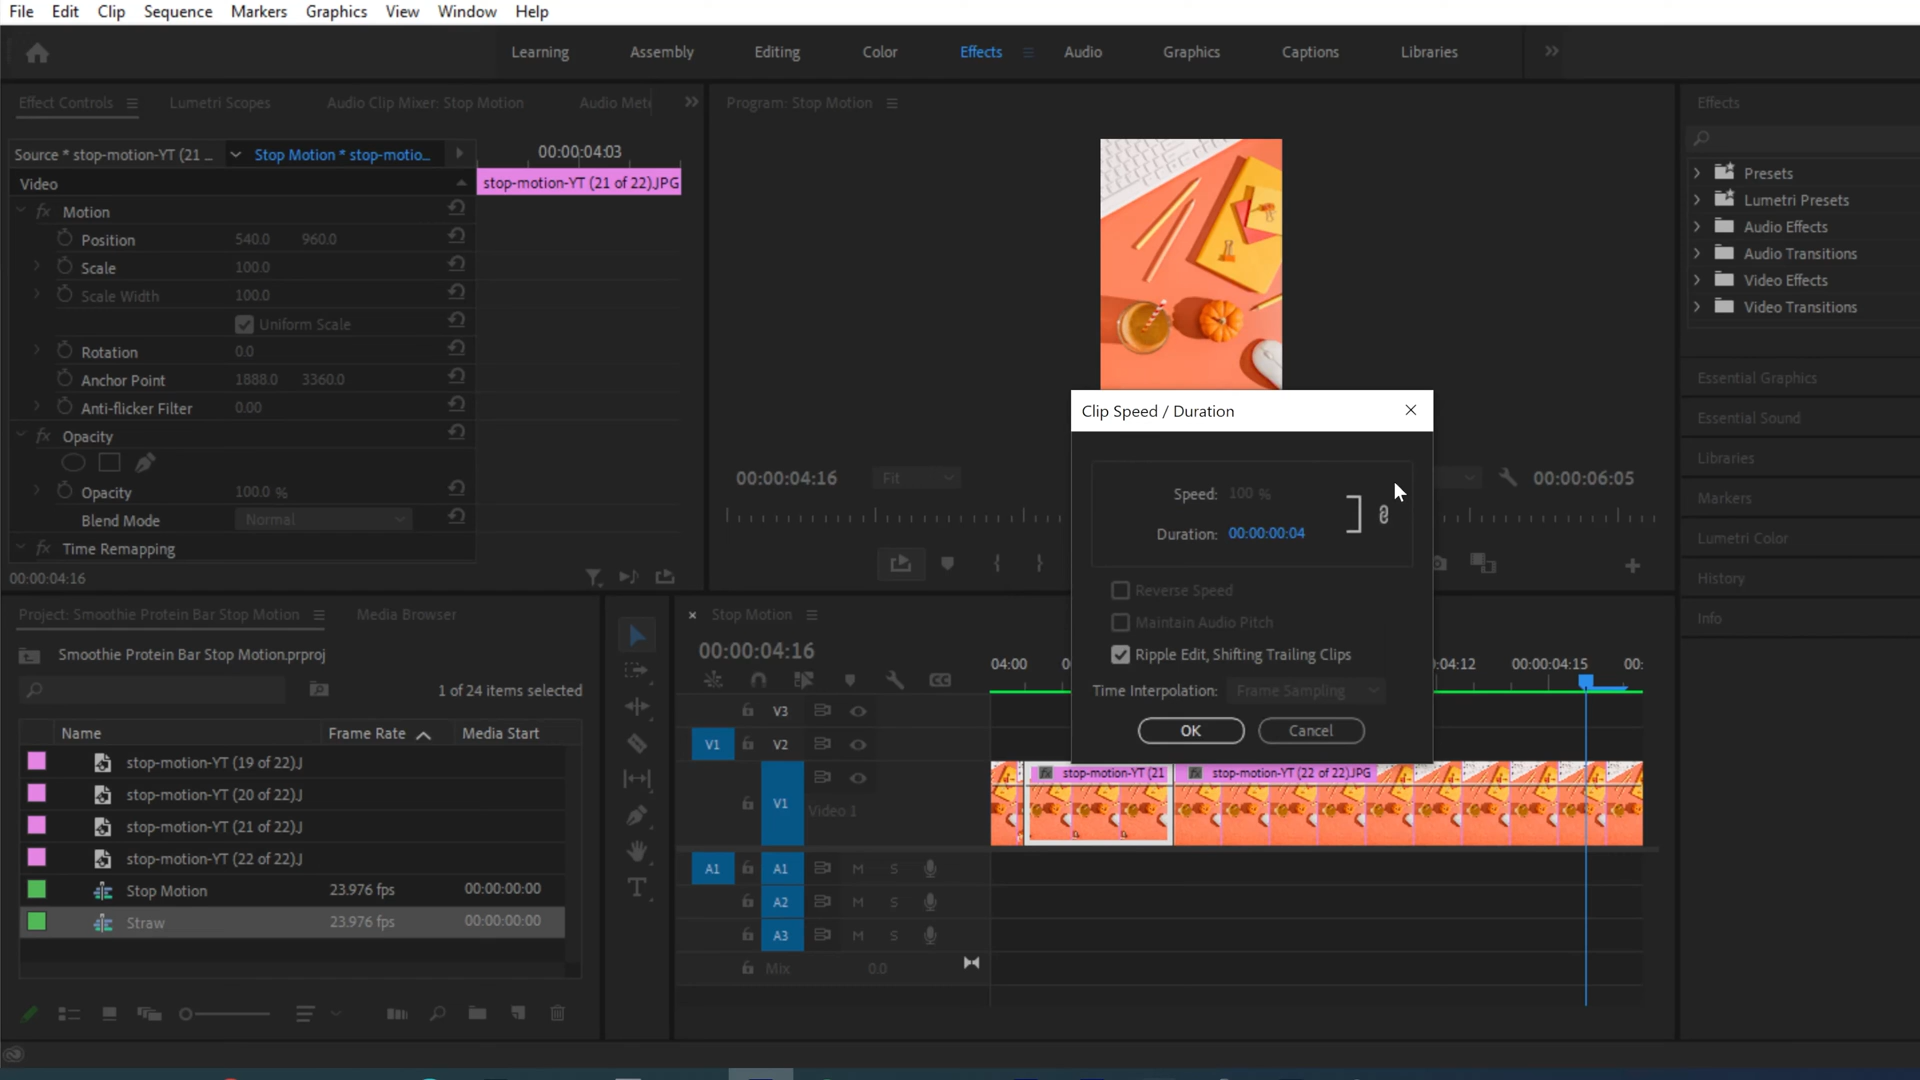 File Edit Clip Sequence Markers Graphics View Window Help
Learning Assembly Editing Color Effects Audio Graphics Captions Libraries
Effect Controls Lumetri Scopes Audio Clip Mixer: Stop Motion Audio Mete
Program: Stop Motion
Effects
Source * stop-motion-YT (21 ... Stop Motion * stop-motio...
00:00:04:03
Video
stop-motion-YT (21 of 22).JPG
fx Motion
Position 540.0 960.0
Scale 100.0
Scale Width 100.0
Uniform Scale
Rotation 0.0
Anchor Point 1888.0 3360.0
Anti-flicker Filter 0.00
fx Opacity
Opacity 100.0 %
Blend Mode Normal
fx Time Remapping
00:00:04:16
00:00:04:16 Fit
00:00:06:05
Presets
Lumetri Presets
Audio Effects
Audio Transitions
Video Effects
Video Transitions
Essential Graphics
Essential Sound
Libraries
Markers
Lumetri Color
History
Info
Clip Speed / Duration
Speed: 100 %
Duration: 00:00:00:04
Reverse Speed
Maintain Audio Pitch
Ripple Edit, Shifting Trailing Clips
Time Interpolation: Frame Sampling
OK Cancel
Project: Smoothie Protein Bar Stop Motion Media Browser
Smoothie Protein Bar Stop Motion.prproj
1 of 24 items selected
Name Frame Rate Media Start
stop-motion-YT (19 of 22).J
stop-motion-YT (20 of 22).J
stop-motion-YT (21 of 22).J
stop-motion-YT (22 of 22).J
Stop Motion 23.976 fps 00:00:00:00
Straw 23.976 fps 00:00:00:00
Stop Motion
00:00:04:16
04:00 0 0:04:12 00:00:04:15 00:
CC
V3
V1 V2
V1 Video 1
fx stop-motion-YT (21 fx stop-motion-YT (22 of 22).JPG
A1 A1 M S
A2 M S
A3 M S
Mix 0.0